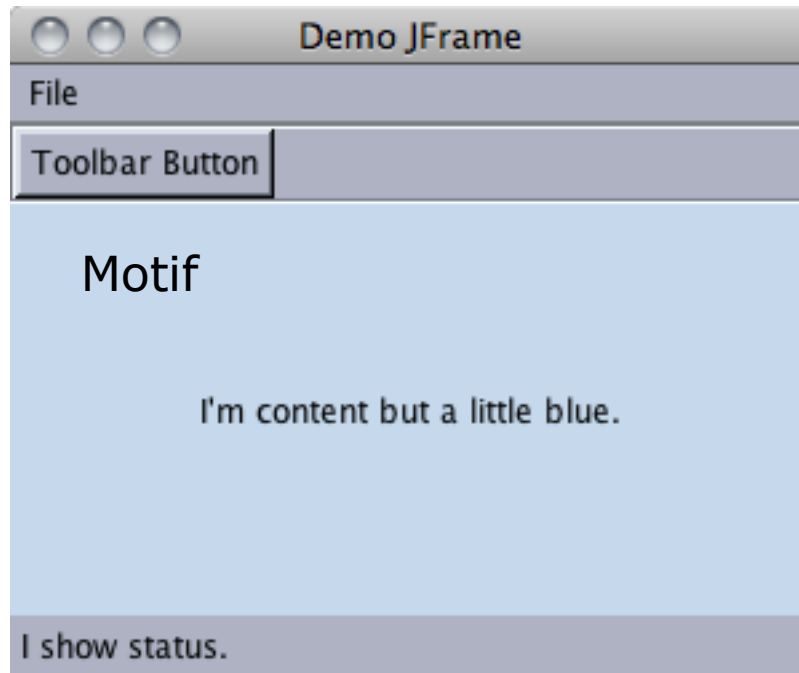 Demo JFrame
File
Toolbar Button
Motif
I'm content but a little blue.
I show status.